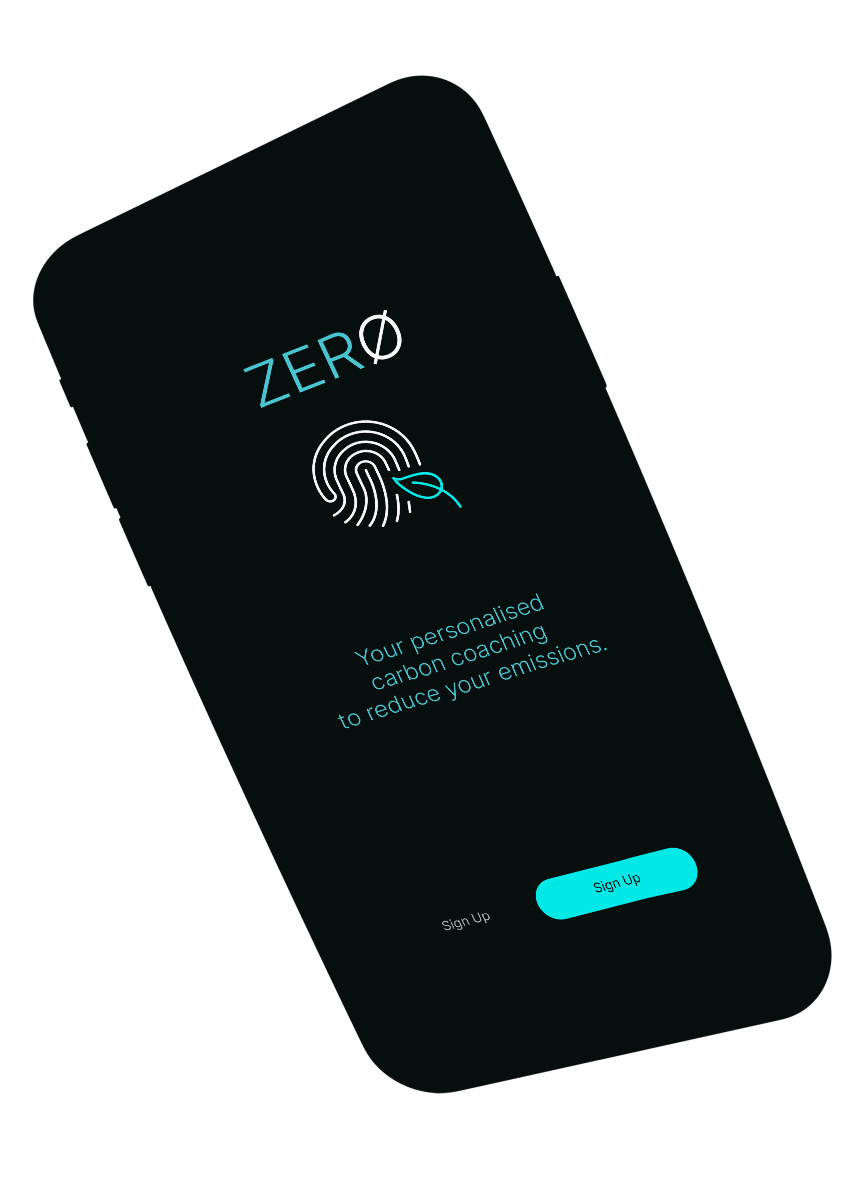 ZERØ
Your personalised
carbon coaching
to reduce your emissions.
Sign Up
Sign Up